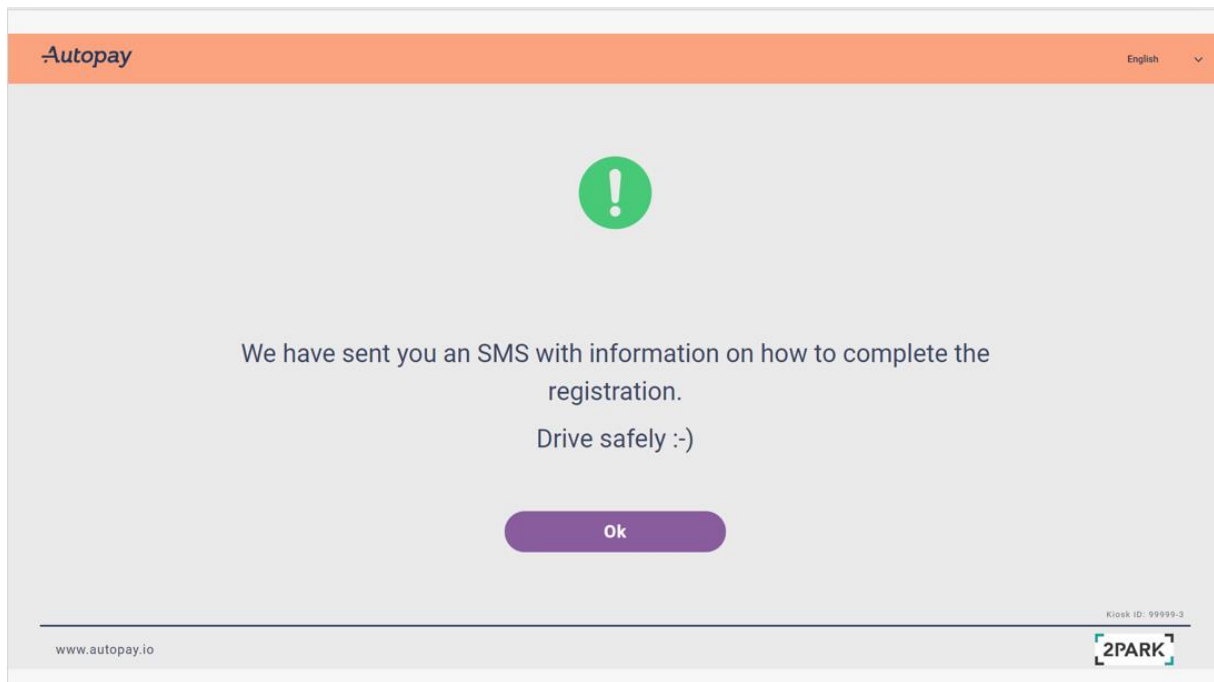 Autopay
English
We have sent you an SMS with information on how to complete the
registration.
Drive safely :-)
Ok
Kiosk ID: 99999-3
www.autopay.io
2PARK